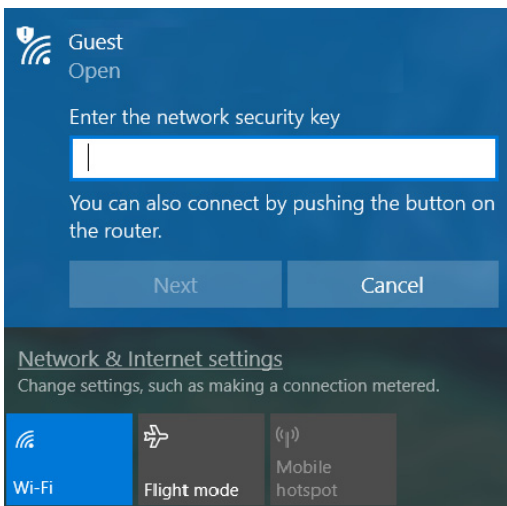 Guest
Open
Enter the network security key
You can also connect by pushing the button on
the router.
Next
Cancel
Network & Internet settings
Change settings, such as making a connection metered.
Wi-Fi
Flight mode
Mobile
hotspot